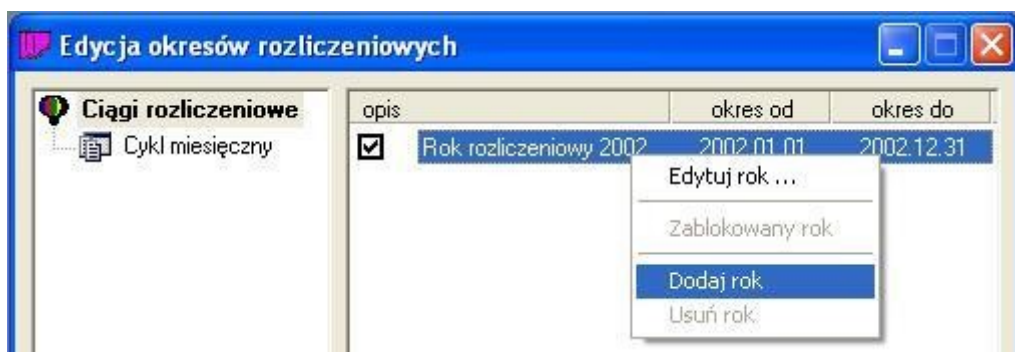 Edycja okresów rozliczeniowych
Ciągi rozliczeniowe
Cykl miesięczny
opis okres od okres do
Rok rozliczeniowy 2002 2002.01.01 2002.12.31
Edytuj rok ...
Zablokowany rok
Dodaj rok
Usuń rok